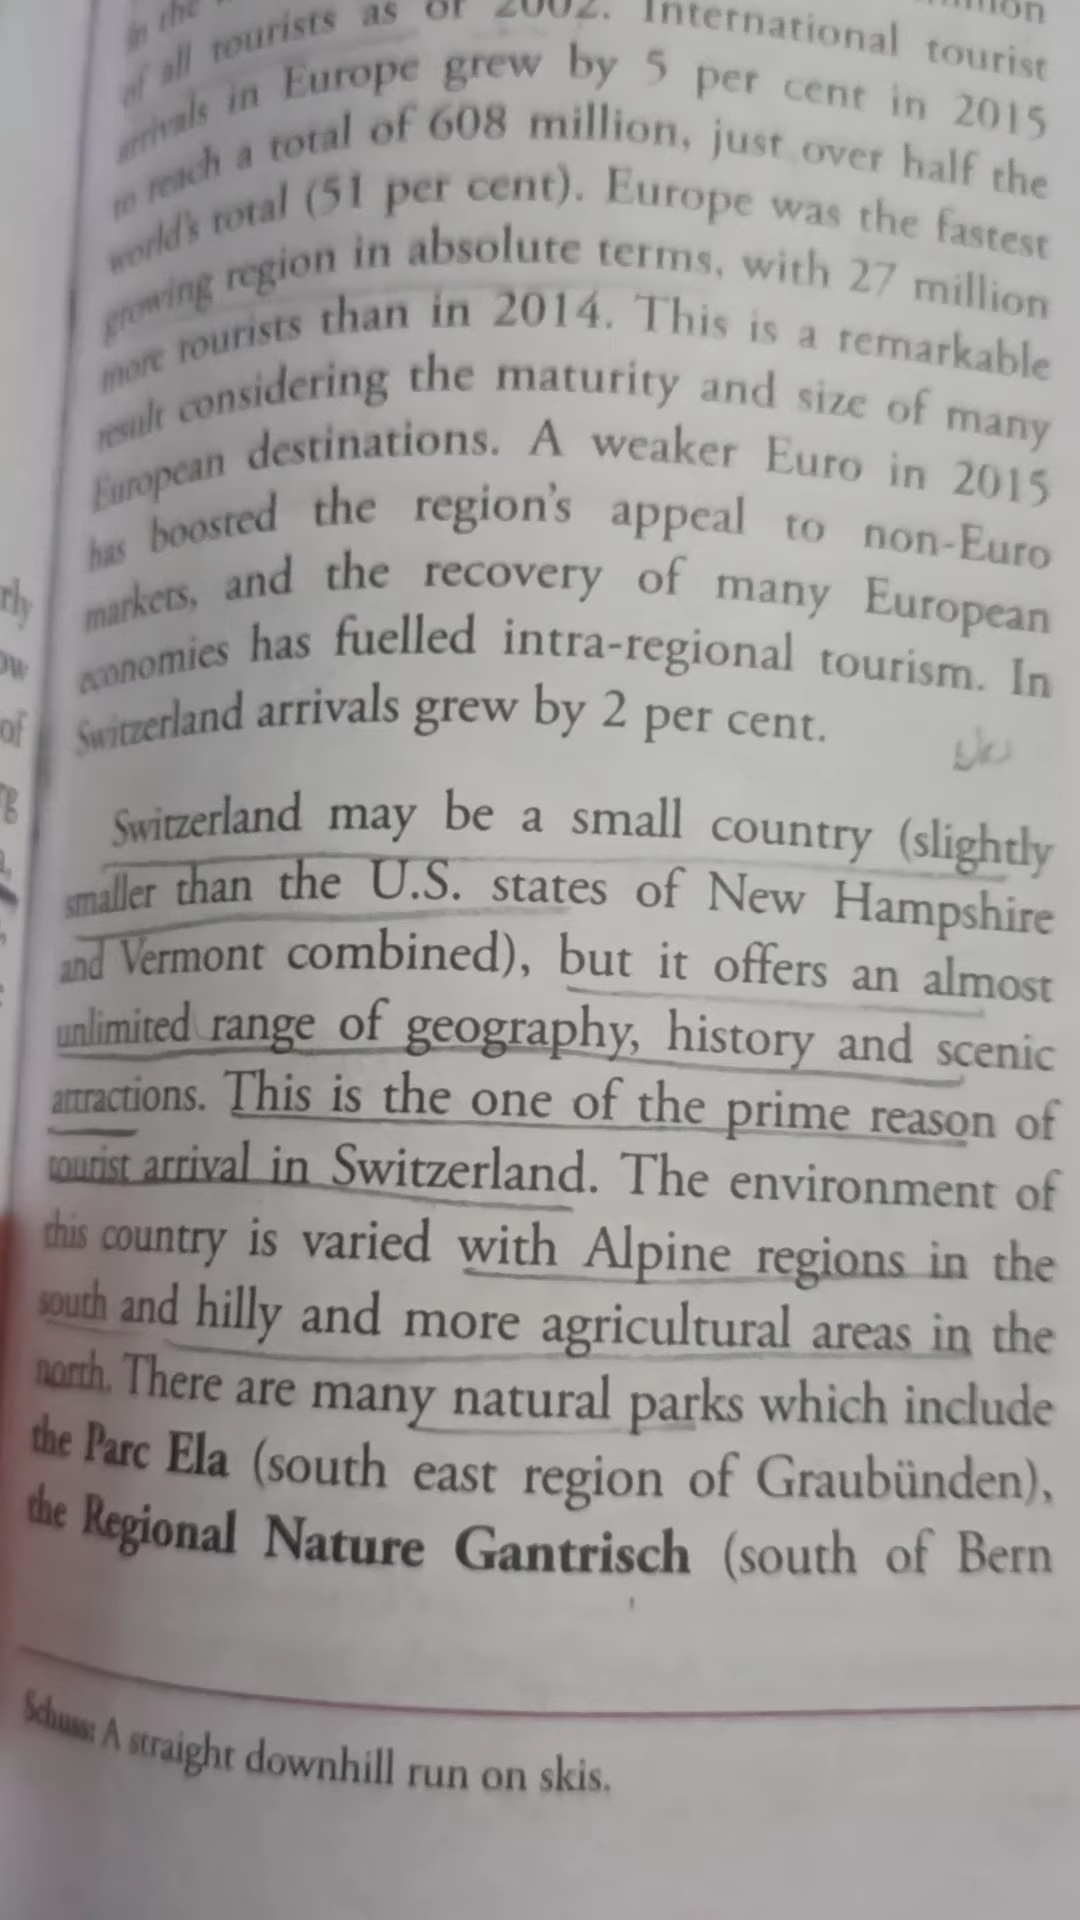 in the
of all tourists as of 2002. International tourist
arrivals in Europe grew by 5 per cent in 2015
to reach a total of 608 million, just over half the
world's total (51 per cent). Europe was the fastest
growing region in absolute terms, with 27 million
more tourists than in 2014. This is a remarkable
result considering the maturity and size of many
European destinations. A weaker Euro in 2015
has boosted the region's appeal to non-Euro
markets, and the recovery of many European
economies has fuelled intra-regional tourism. In
Switzerland arrivals grew by 2 per cent.
Switzerland may be a small country (slightly
smaller than the U.S. states of New Hampshire
and Vermont combined), but it offers an almost
unlimited range of geography, history and scenic
attractions. This is the one of the prime reason of
tourist arrival in Switzerland. The environment of
this country is varied with Alpine regions in the
south and hilly and more agricultural areas in the
north. There are many natural parks which include
the Parc Ela (south east region of Graubünden),
the Regional Nature Gantrisch (south of Bern
Schuss: A straight downhill run on skis.